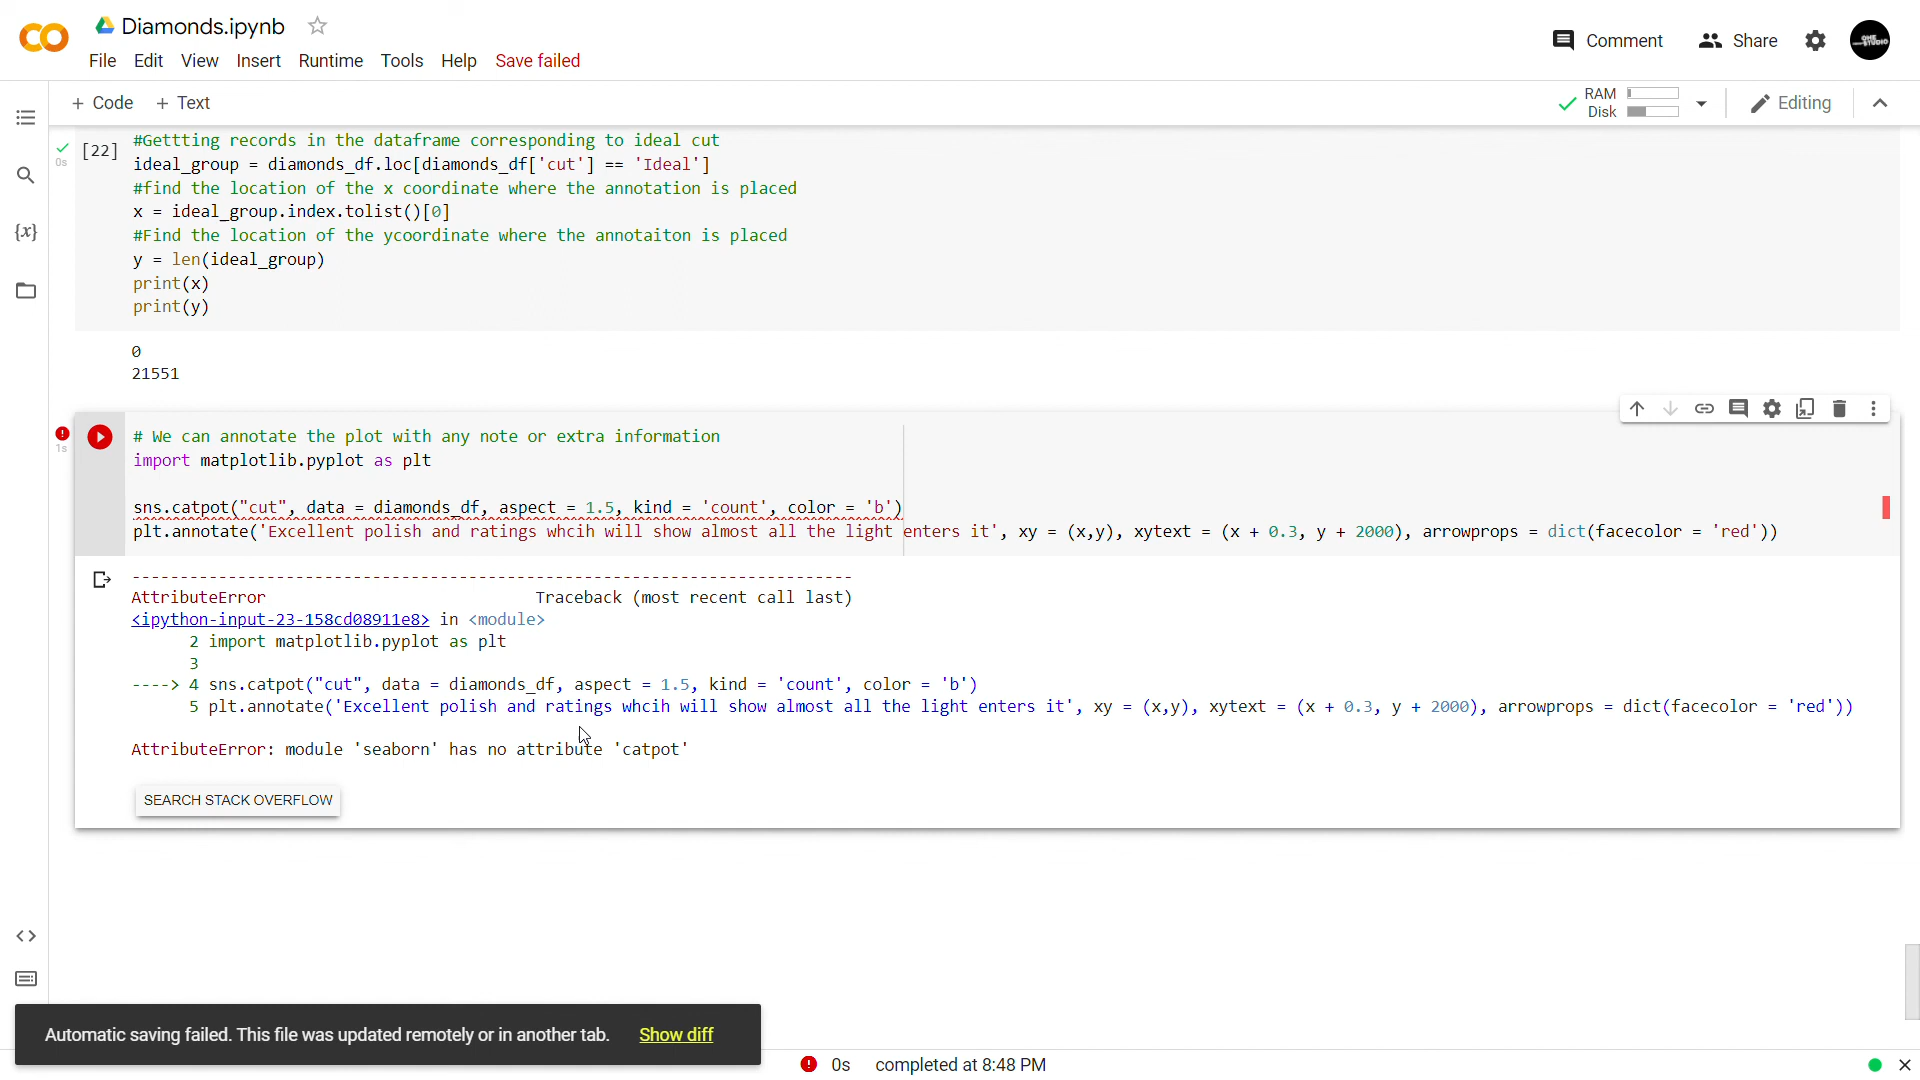 Diamonds.ipynb
File Edit View Insert Runtime Tools Help Save failed
Comment Share
ONE STUDIO
+ Code + Text
RAM
Disk
Editing
[22]
0s
#Gettting records in the dataframe corresponding to ideal cut
ideal_group = diamonds_df.loc[diamonds_df['cut'] == 'Ideal']
#find the location of the x coordinate where the annotation is placed
x = ideal_group.index.tolist()[0]
#Find the location of the ycoordinate where the annotaiton is placed
y = len(ideal_group)
print(x)
print(y)
{x}
0
21551
1s
# We can annotate the plot with any note or extra information
import matplotlib.pyplot as plt
sns.catpot("cut", data = diamonds_df, aspect = 1.5, kind = 'count', color = 'b')
plt.annotate('Excellent polish and ratings whcih will show almost all the light enters it', xy = (x,y), xytext = (x + 0.3, y + 2000), arrowprops = dict(facecolor = 'red'))
---------------------------------------------------------------------------
AttributeError Traceback (most recent call last)
<ipython-input-23-158cd08911e8> in <module>
2 import matplotlib.pyplot as plt
3
----> 4 sns.catpot("cut", data = diamonds_df, aspect = 1.5, kind = 'count', color = 'b')
5 plt.annotate('Excellent polish and ratings whcih will show almost all the light enters it', xy = (x,y), xytext = (x + 0.3, y + 2000), arrowprops = dict(facecolor = 'red'))
AttributeError: module 'seaborn' has no attribute 'catpot'
SEARCH STACK OVERFLOW
Automatic saving failed. This file was updated remotely or in another tab. Show diff
0s completed at 8:48 PM